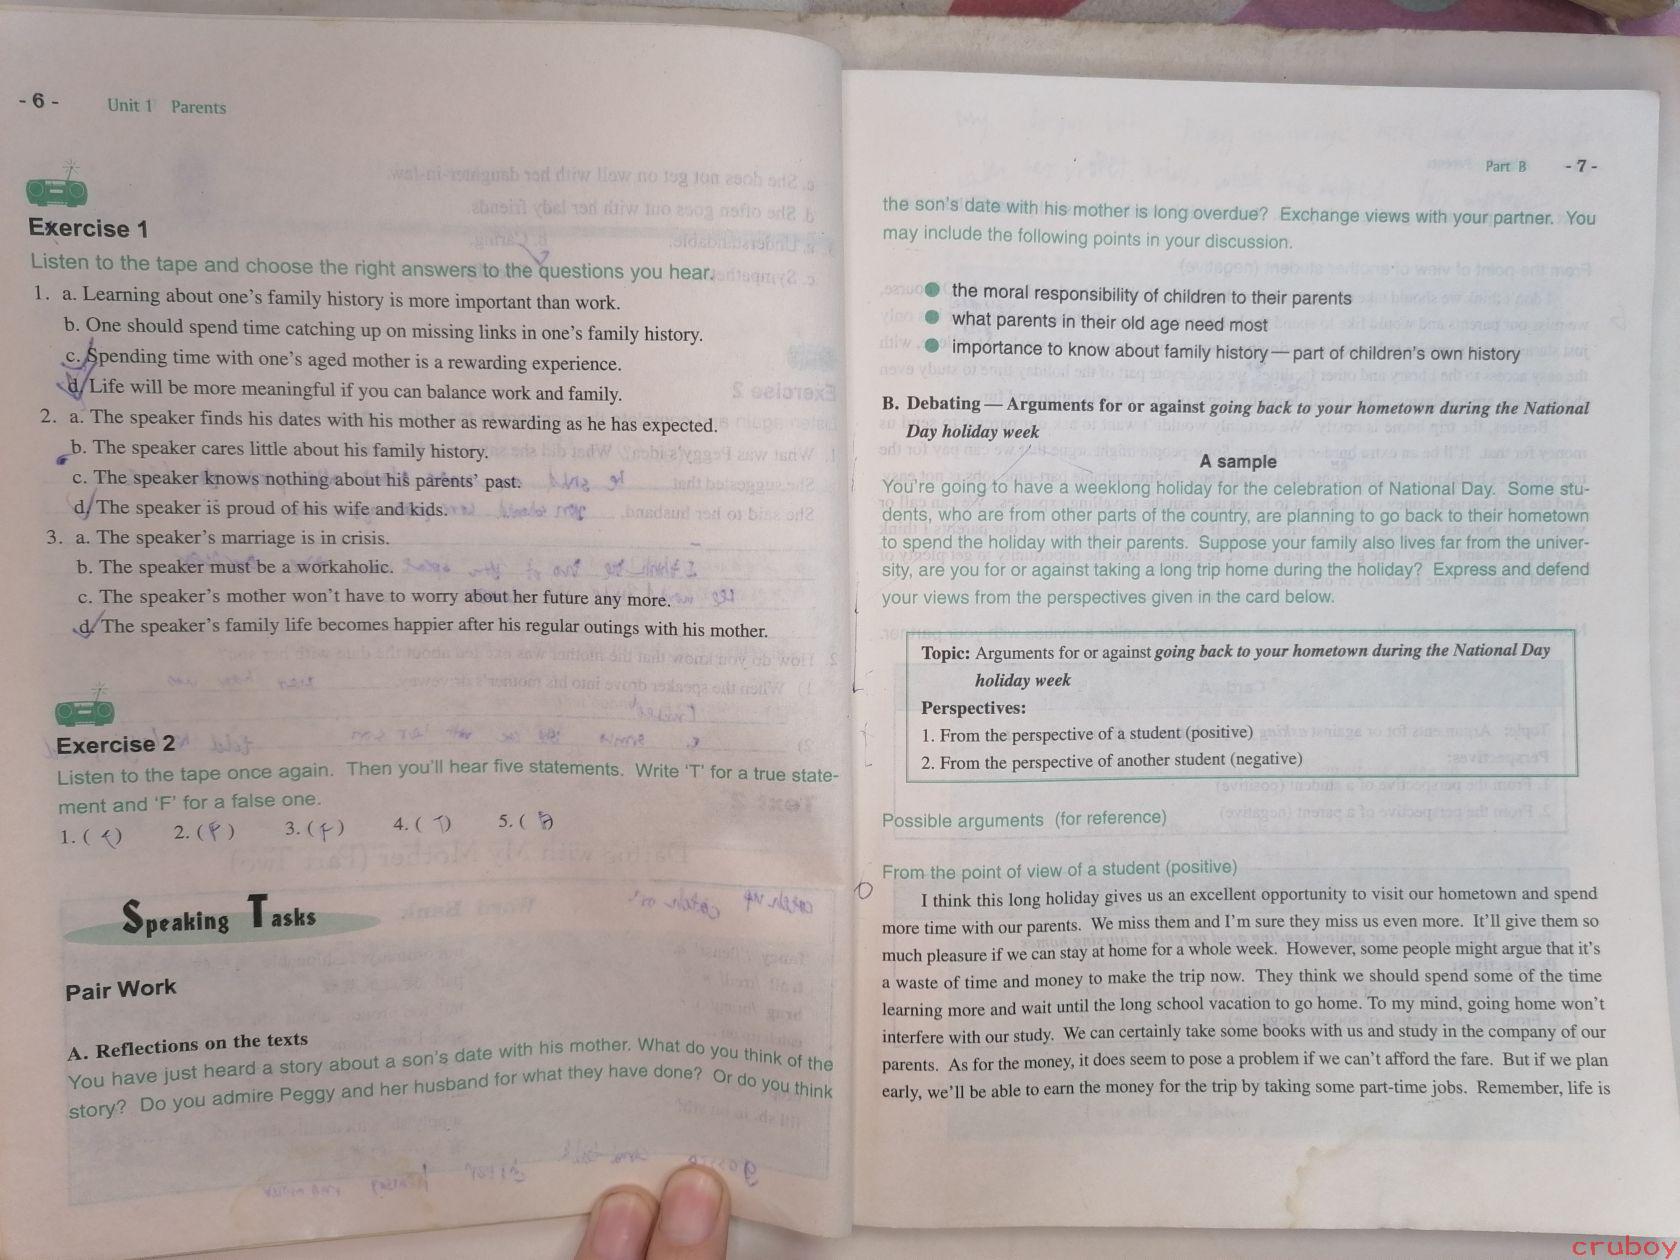 - 6 -
Unit 1 Parents
Exercise 1
Listen to the tape and choose the right answers to the questions you hear.
1. a. Learning about one's family history is more important than work.
b. One should spend time catching up on missing links in one's family history.
c. Spending time with one's aged mother is a rewarding experience.
d. Life will be more meaningful if you can balance work and family.
2. a. The speaker finds his dates with his mother as rewarding as he has expected.
b. The speaker cares little about his family history.
c. The speaker knows nothing about his parents' past.
d. The speaker is proud of his wife and kids.
3. a. The speaker's marriage is in crisis.
b. The speaker must be a workaholic.
c. The speaker's mother won't have to worry about her future any more.
d. The speaker's family life becomes happier after his regular outings with his mother.
Exercise 2
Listen to the tape once again. Then you'll hear five statements. Write 'T' for a true state-
ment and 'F' for a false one.
1. ( ) 2. (F) 3. (F) 4. (T) 5. ( )
Speaking Tasks
Pair Work
A. Reflections on the texts
You have just heard a story about a son's date with his mother. What do you think of the
story? Do you admire Peggy and her husband for what they have done? Or do you think
Part B - 7 -
the son's date with his mother is long overdue? Exchange views with your partner. You
may include the following points in your discussion.
the moral responsibility of children to their parents
what parents in their old age need most
importance to know about family history — part of children's own history
B. Debating — Arguments for or against going back to your hometown during the National
Day holiday week
A sample
You're going to have a weeklong holiday for the celebration of National Day. Some stu-
dents, who are from other parts of the country, are planning to go back to their hometown
to spend the holiday with their parents. Suppose your family also lives far from the univer-
sity, are you for or against taking a long trip home during the holiday? Express and defend
your views from the perspectives given in the card below.
Topic: Arguments for or against going back to your hometown during the National Day
holiday week
Perspectives:
1. From the perspective of a student (positive)
2. From the perspective of another student (negative)
Possible arguments (for reference)
From the point of view of a student (positive)
I think this long holiday gives us an excellent opportunity to visit our hometown and spend
more time with our parents. We miss them and I'm sure they miss us even more. It'll give them so
much pleasure if we can stay at home for a whole week. However, some people might argue that it's
a waste of time and money to make the trip now. They think we should spend some of the time
learning more and wait until the long school vacation to go home. To my mind, going home won't
interfere with our study. We can certainly take some books with us and study in the company of our
parents. As for the money, it does seem to pose a problem if we can't afford the fare. But if we plan
early, we'll be able to earn the money for the trip by taking some part-time jobs. Remember, life is
cruboy